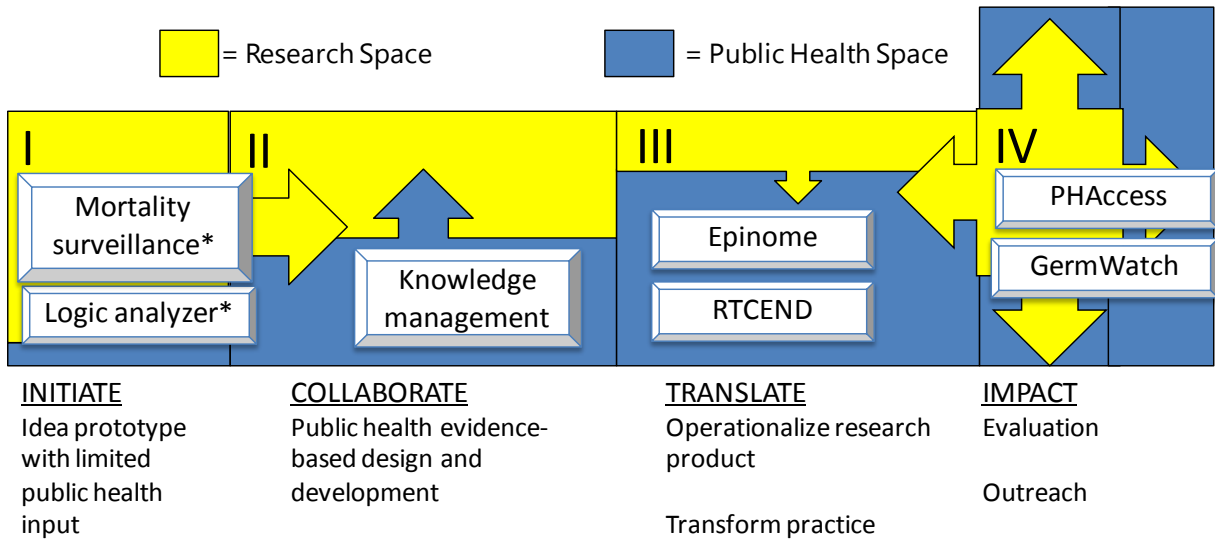 = Research Space
= Public Health Space
I
II
III
IV
Mortality
surveillance*
Logic analyzer*
Knowledge
management
Epinome
RTCEND
PHAccess
GermWatch
INITIATE
Idea prototype
with limited
public health
input
COLLABORATE
Public health evidence-
based design and
development
TRANSLATE
Operationalize research
product
Transform practice
IMPACT
Evaluation
Outreach